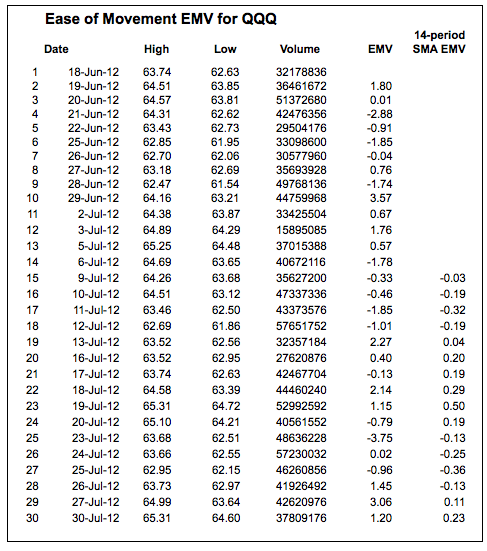 Ease of Movement EMV for QQQ
14-period
Date High Low Volume EMV SMA EMV
1 18-Jun-12 63.74 62.63 32178836
2 19-Jun-12 64.51 63.85 36461672 1.80
3 20-Jun-12 64.57 63.81 51372680 0.01
4 21-Jun-12 64.31 62.62 42476356 -2.88
5 22-Jun-12 63.43 62.73 29504176 -0.91
6 25-Jun-12 62.85 61.95 33098600 -1.85
7 26-Jun-12 62.70 62.06 30577960 -0.04
8 27-Jun-12 63.18 62.69 35693928 0.76
9 28-Jun-12 62.47 61.54 49768136 -1.74
10 29-Jun-12 64.16 63.21 44759968 3.57
11 2-Jul-12 64.38 63.87 33425504 0.67
12 3-Jul-12 64.89 64.29 15895085 1.76
13 5-Jul-12 65.25 64.48 37015388 0.57
14 6-Jul-12 64.69 63.65 40672116 -1.78
15 9-Jul-12 64.26 63.68 35627200 -0.33 -0.03
16 10-Jul-12 64.51 63.12 47337336 -0.46 -0.19
17 11-Jul-12 63.46 62.50 43373576 -1.85 -0.32
18 12-Jul-12 62.69 61.86 57651752 -1.01 -0.19
19 13-Jul-12 63.52 62.56 32357184 2.27 0.04
20 16-Jul-12 63.52 62.95 27620876 0.40 0.20
21 17-Jul-12 63.74 62.63 42467704 -0.13 0.19
22 18-Jul-12 64.58 63.39 44460240 2.14 0.29
23 19-Jul-12 65.31 64.72 52992592 1.15 0.50
24 20-Jul-12 65.10 64.21 40561552 -0.79 0.19
25 23-Jul-12 63.68 62.51 48636228 -3.75 -0.13
26 24-Jul-12 63.66 62.55 57230032 0.02 -0.25
27 25-Jul-12 62.95 62.15 46260856 -0.96 -0.36
28 26-Jul-12 63.73 62.97 41926492 1.45 -0.13
29 27-Jul-12 64.99 63.64 42620976 3.06 0.11
30 30-Jul-12 65.31 64.60 37809176 1.20 0.23